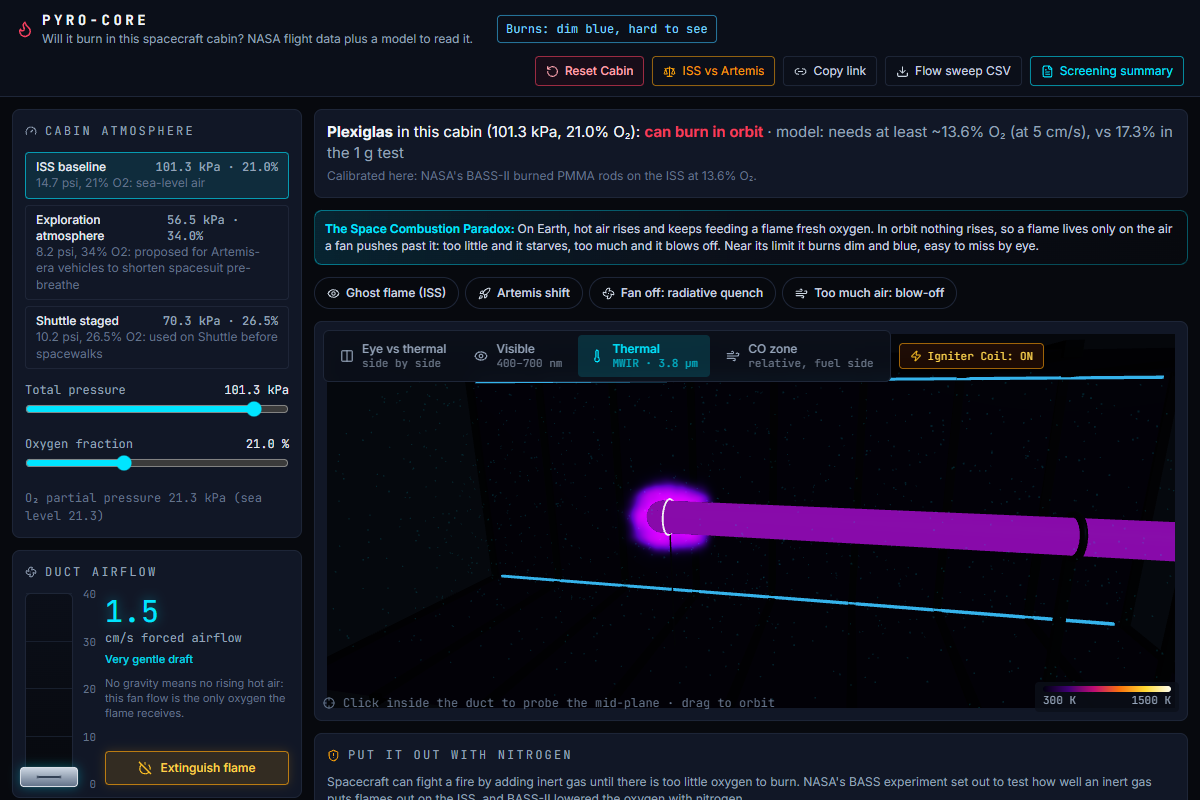 PYRO-CORE
Will it burn in this spacecraft cabin? NASA flight data plus a model to read it.
Burns: dim blue, hard to see
Reset Cabin
ISS vs Artemis
Copy link
Flow sweep CSV
Screening summary
CABIN ATMOSPHERE
ISS baseline 101.3 kPa · 21.0%
14.7 psi, 21% O2: sea-level air
Exploration atmosphere 56.5 kPa · 34.0%
8.2 psi, 34% O2: proposed for Artemis-
era vehicles to shorten spacesuit pre-
breathe
Shuttle staged 70.3 kPa · 26.5%
10.2 psi, 26.5% O2: used on Shuttle before
spacewalks
Total pressure 101.3 kPa
Oxygen fraction 21.0 %
O₂ partial pressure 21.3 kPa (sea
level 21.3)
DUCT AIRFLOW
40
30
20
10
0
1.5
cm/s forced airflow
Very gentle draft
No gravity means no rising hot air:
this fan flow is the only oxygen the
flame receives.
Extinguish flame
Plexiglas in this cabin (101.3 kPa, 21.0% O₂): can burn in orbit · model: needs at least ~13.6% O₂ (at 5 cm/s), vs 17.3% in
the 1 g test
Calibrated here: NASA's BASS-II burned PMMA rods on the ISS at 13.6% O₂.
The Space Combustion Paradox: On Earth, hot air rises and keeps feeding a flame fresh oxygen. In orbit nothing rises, so a flame lives only on the air
a fan pushes past it: too little and it starves, too much and it blows off. Near its limit it burns dim and blue, easy to miss by eye.
Ghost flame (ISS)
Artemis shift
Fan off: radiative quench
Too much air: blow-off
Eye vs thermal
side by side
Visible
400–700 nm
Thermal
MWIR · 3.8 µm
CO zone
relative, fuel side
Igniter Coil: ON
Click inside the duct to probe the mid-plane · drag to orbit
300 K 1500 K
PUT IT OUT WITH NITROGEN
Spacecraft can fight a fire by adding inert gas until there is too little oxygen to burn. NASA's BASS experiment set out to test how well an inert gas
puts flames out on the ISS, and BASS-II lowered the oxygen with nitrogen.